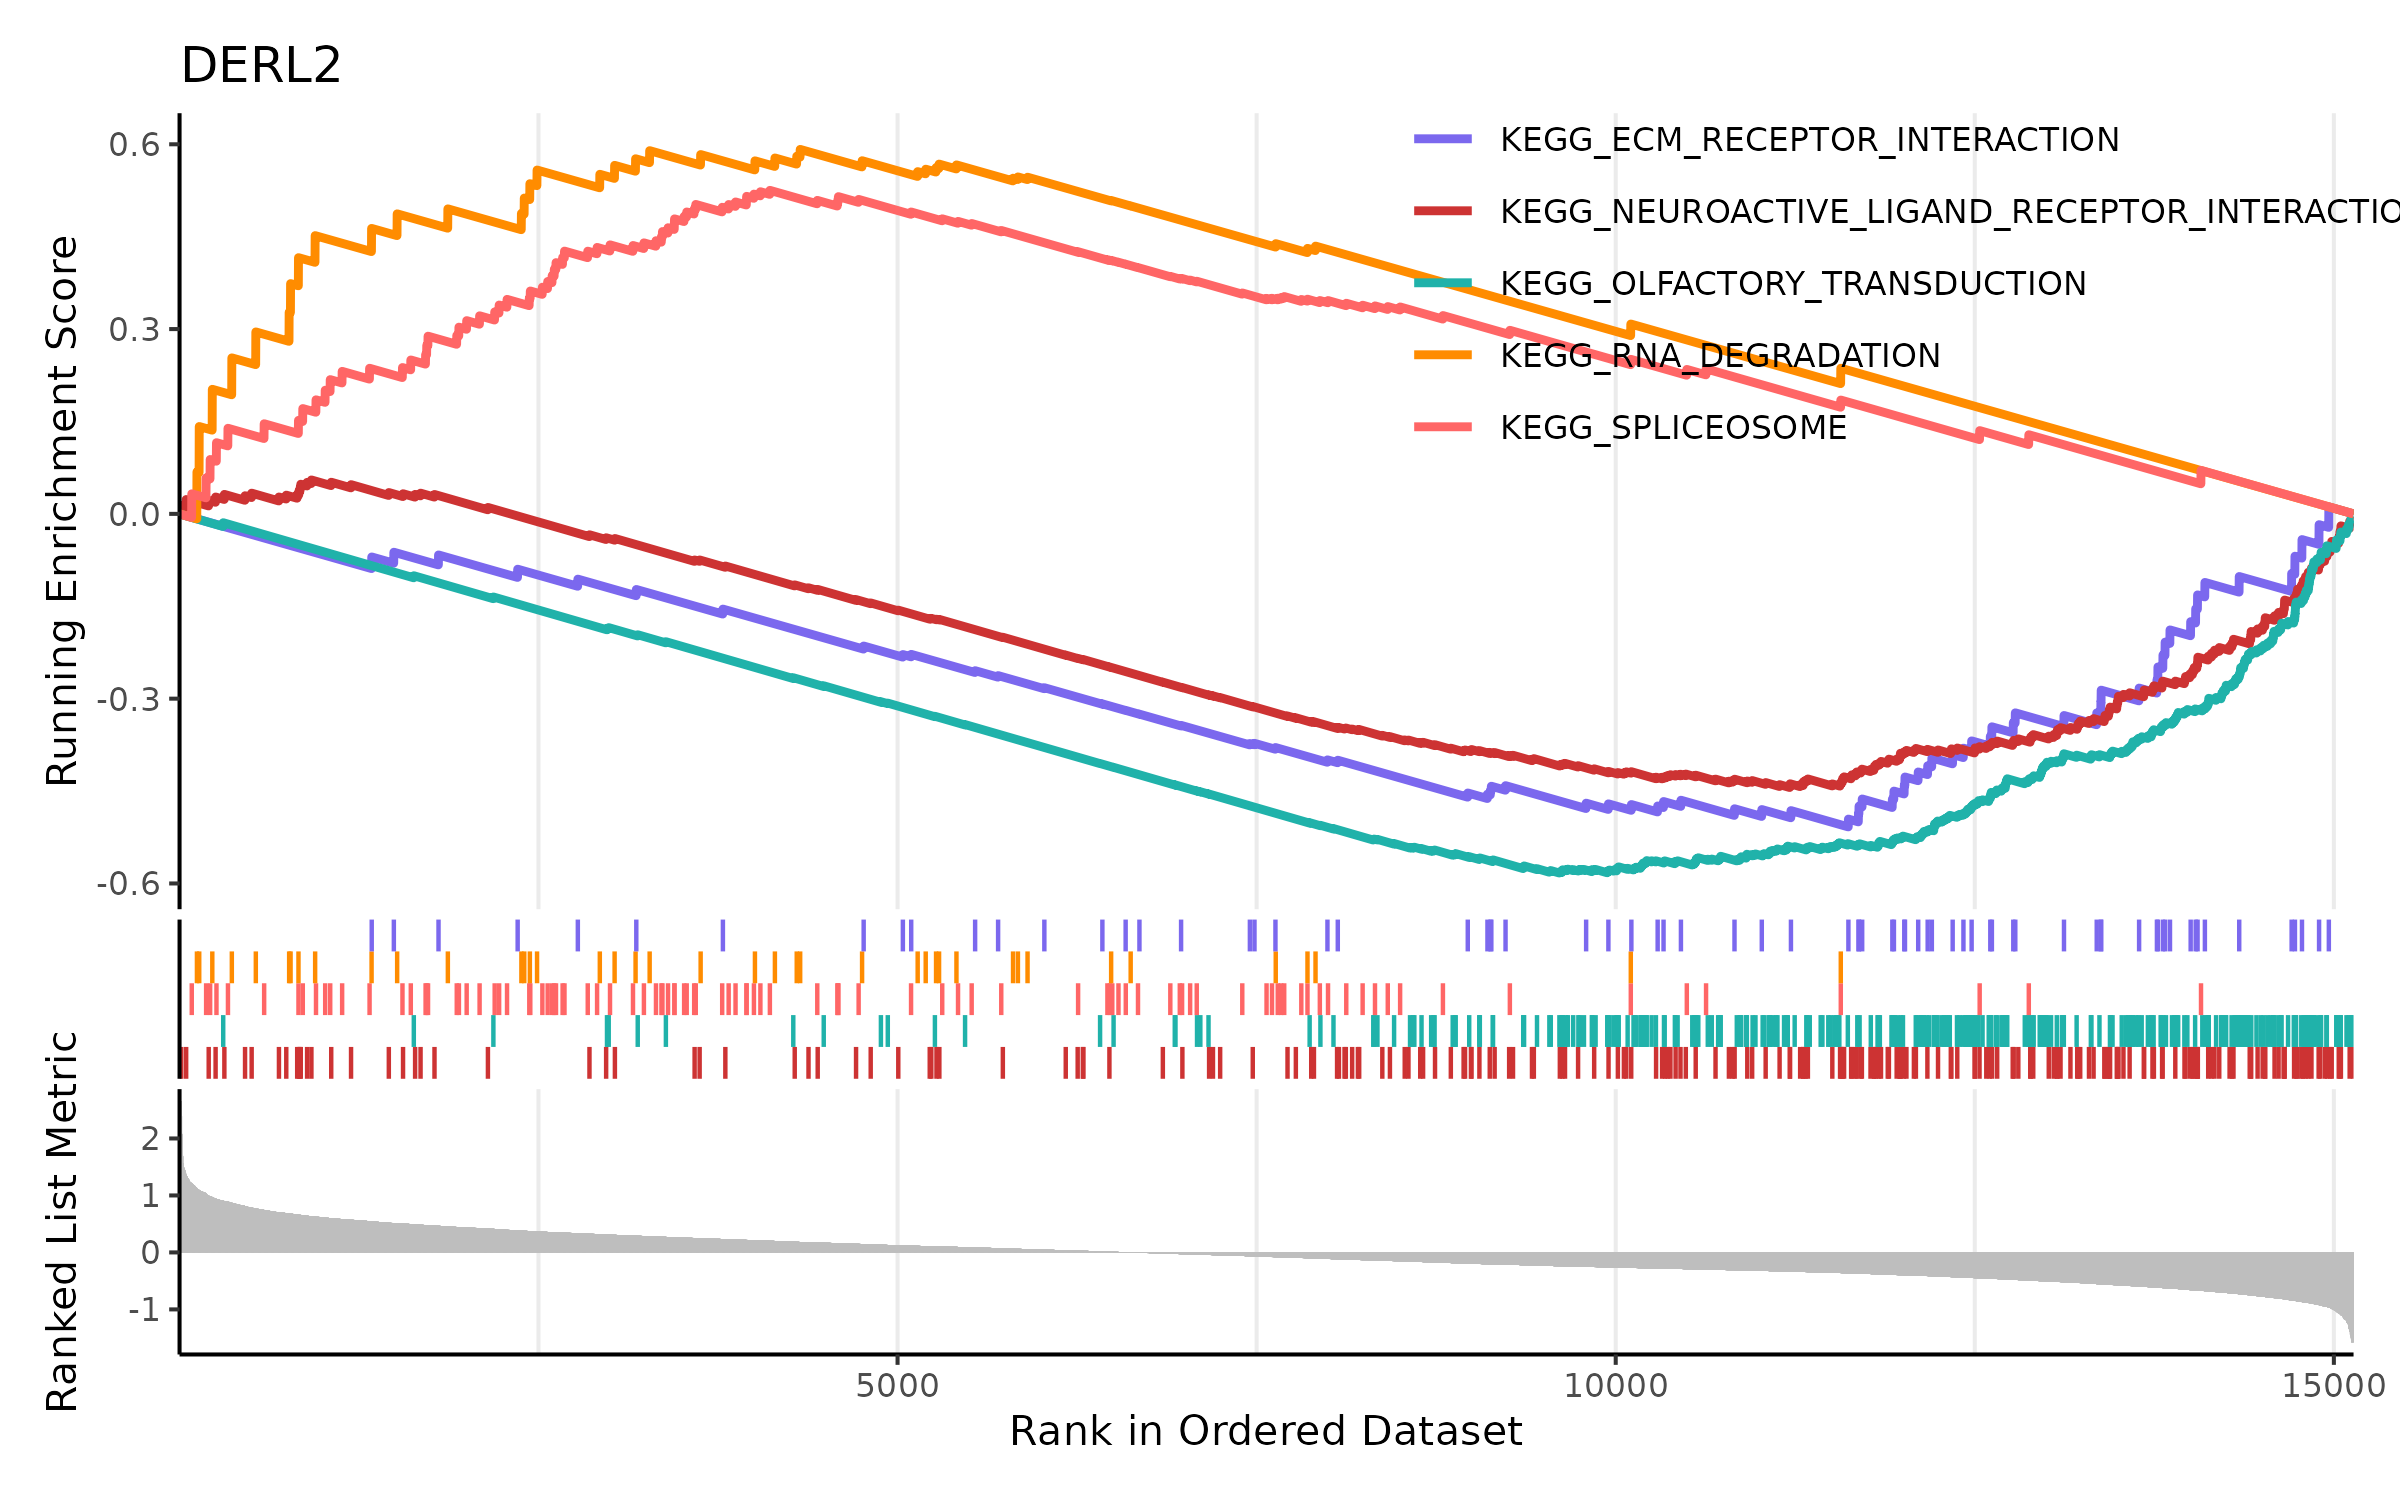 DERL2
Running Enrichment Score
0.6
0.3
0.0
-0.3
-0.6
KEGG_ECM_RECEPTOR_INTERACTION
KEGG_NEUROACTIVE_LIGAND_RECEPTOR_INTERACTIO
KEGG_OLFACTORY_TRANSDUCTION
KEGG_RNA_DEGRADATION
KEGG_SPLICEOSOME
Ranked List Metric
2
1
0
-1
5000
10000
15000
Rank in Ordered Dataset